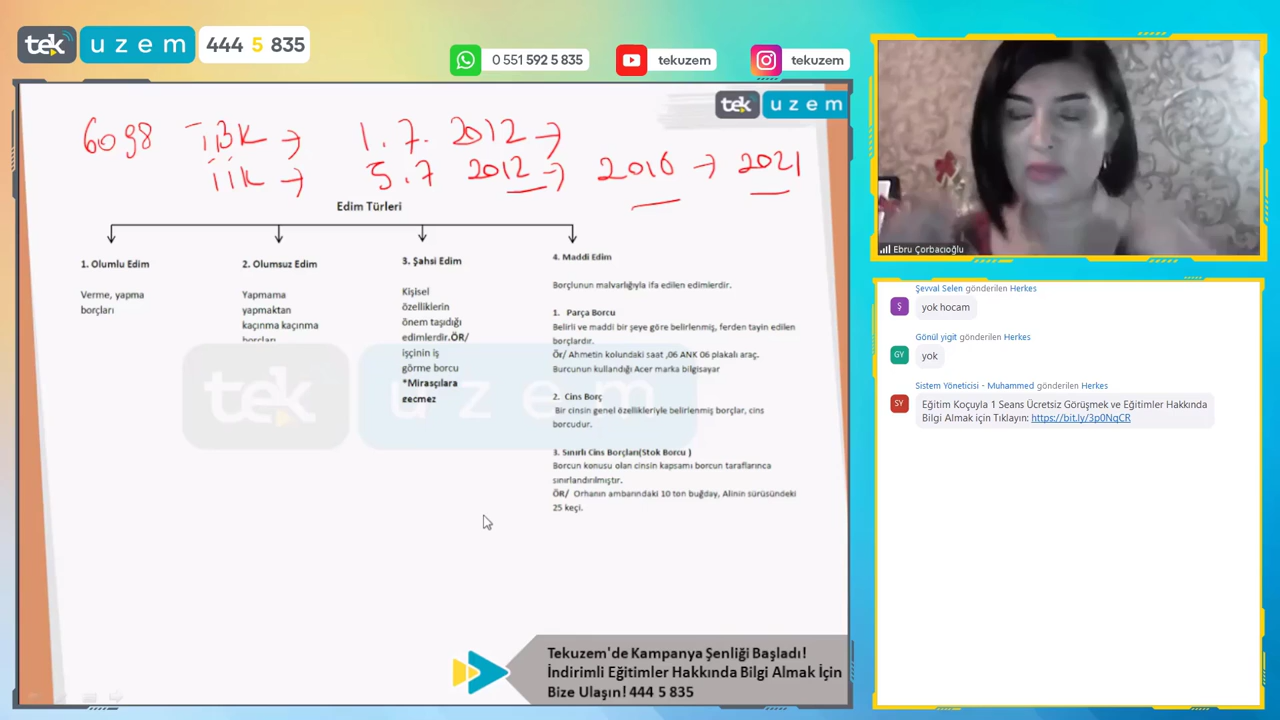 tek uzem 444 5 835
0 551 592 5 835
tekuzem
tekuzem
tek uzem
6098 TBK → 1.7. 2012 →
İİK → 5.7 2012 → 2016 → 2021
Edim Türleri
1. Olumlu Edim
Verme, yapma
borçları
2. Olumsuz Edim
Yapmama
yapmaktan
kaçınma kaçınma
borçları
3. Şahsi Edim
Kişisel
özelliklerin
önem taşıdığı
edimlerdir.ÖR/
işçinin iş
görme borcu
*Mirasçılara
geçmez
4. Maddi Edim
Borçlunun malvarlığıyla ifa edilen edimlerdir.
1. Parça Borcu
Belirli ve maddi bir şeye göre belirlenmiş, ferden tayin edilen
borçlardır.
Ör/ Ahmetin kolundaki saat ,06 ANK 06 plakalı araç.
Burcunun kullandığı Acer marka bilgisayar
2. Cins Borç
Bir cinsin genel özellikleriyle belirlenmiş borçlar, cins
borcudur.
3. Sınırlı Cins Borçları(Stok Borcu )
Borcun konusu olan cinsin kapsamı borcun taraflarınca
sınırlandırılmıştır.
ÖR/ Orhanın ambarındaki 10 ton buğday, Alinin sürüsündeki
25 keçi.
tek uzem
Tekuzem'de Kampanya Şenliği Başladı!
İndirimli Eğitimler Hakkında Bilgi Almak İçin
Bize Ulaşın! 444 5 835
Ebru Çorbacıoğlu
Şevval Selen gönderilen Herkes
Ş
yok hocam
Gönül yigit gönderilen Herkes
GY
yok
Sistem Yöneticisi - Muhammed gönderilen Herkes
SY
Eğitim Koçuyla 1 Seans Ücretsiz Görüşmek ve Eğitimler Hakkında
Bilgi Almak için Tıklayın: https://bit.ly/3p0NqCR